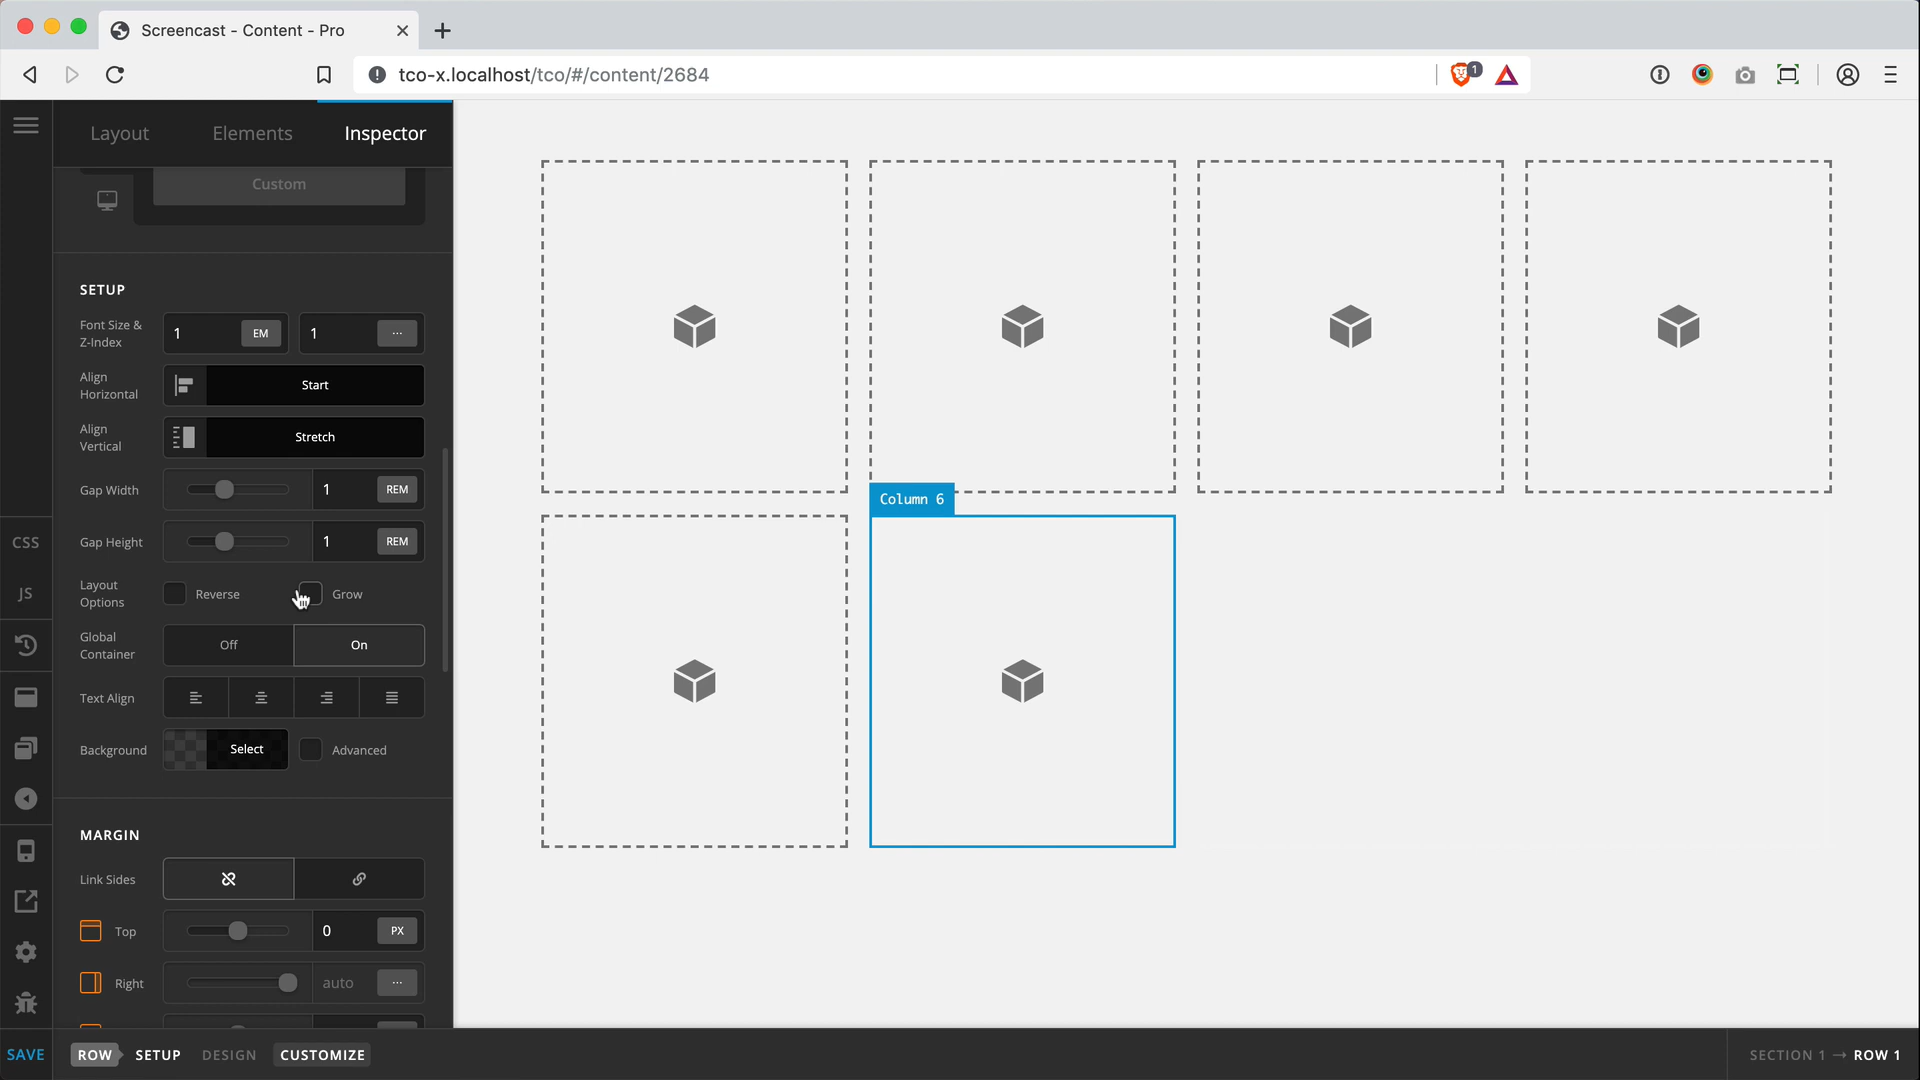 Screencast - Content - Pro
tco-x.localhost/tco/#/content/2684
1
Layout
Elements
Inspector
Custom
SETUP
Font Size & Z-Index
1
EM
1
...
Align Horizontal
Start
Align Vertical
Stretch
Gap Width
1
REM
Gap Height
1
REM
Layout Options
Reverse
Grow
Global Container
Off
On
Text Align
Background
Select
Advanced
MARGIN
Link Sides
Top
0
PX
Right
auto
...
CSS
JS
Column 6
SAVE
ROW
SETUP
DESIGN
CUSTOMIZE
SECTION 1 → ROW 1